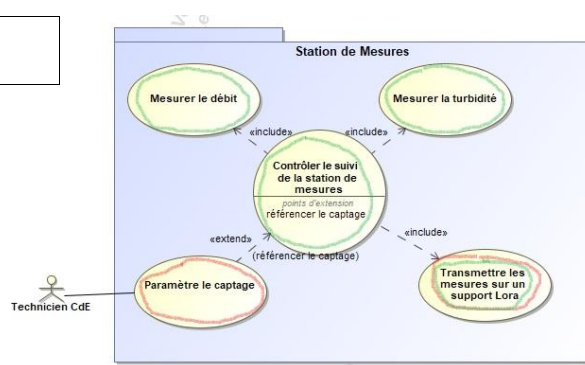 Station de Mesures
Mesurer le débit
Mesurer la turbidité
«include»
«include»
Contrôler le suivi
de la station de
mesures
points d'extension
référencer le captage
«extend»
(référencer le captage)
«include»
Paramètre le captage
Transmettre les
mesures sur un
support Lora
Technicien CdE